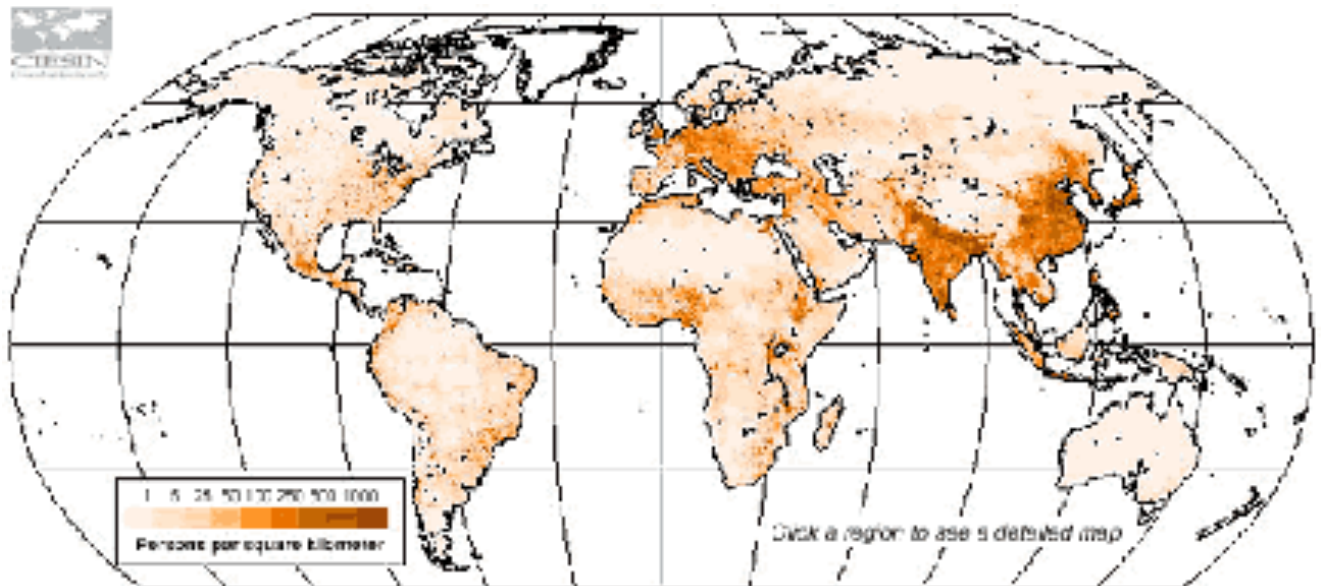 CIESIN
1 5 25 50 100 250 500 1000
Persons per square kilometer
Click a region to see a detailed map